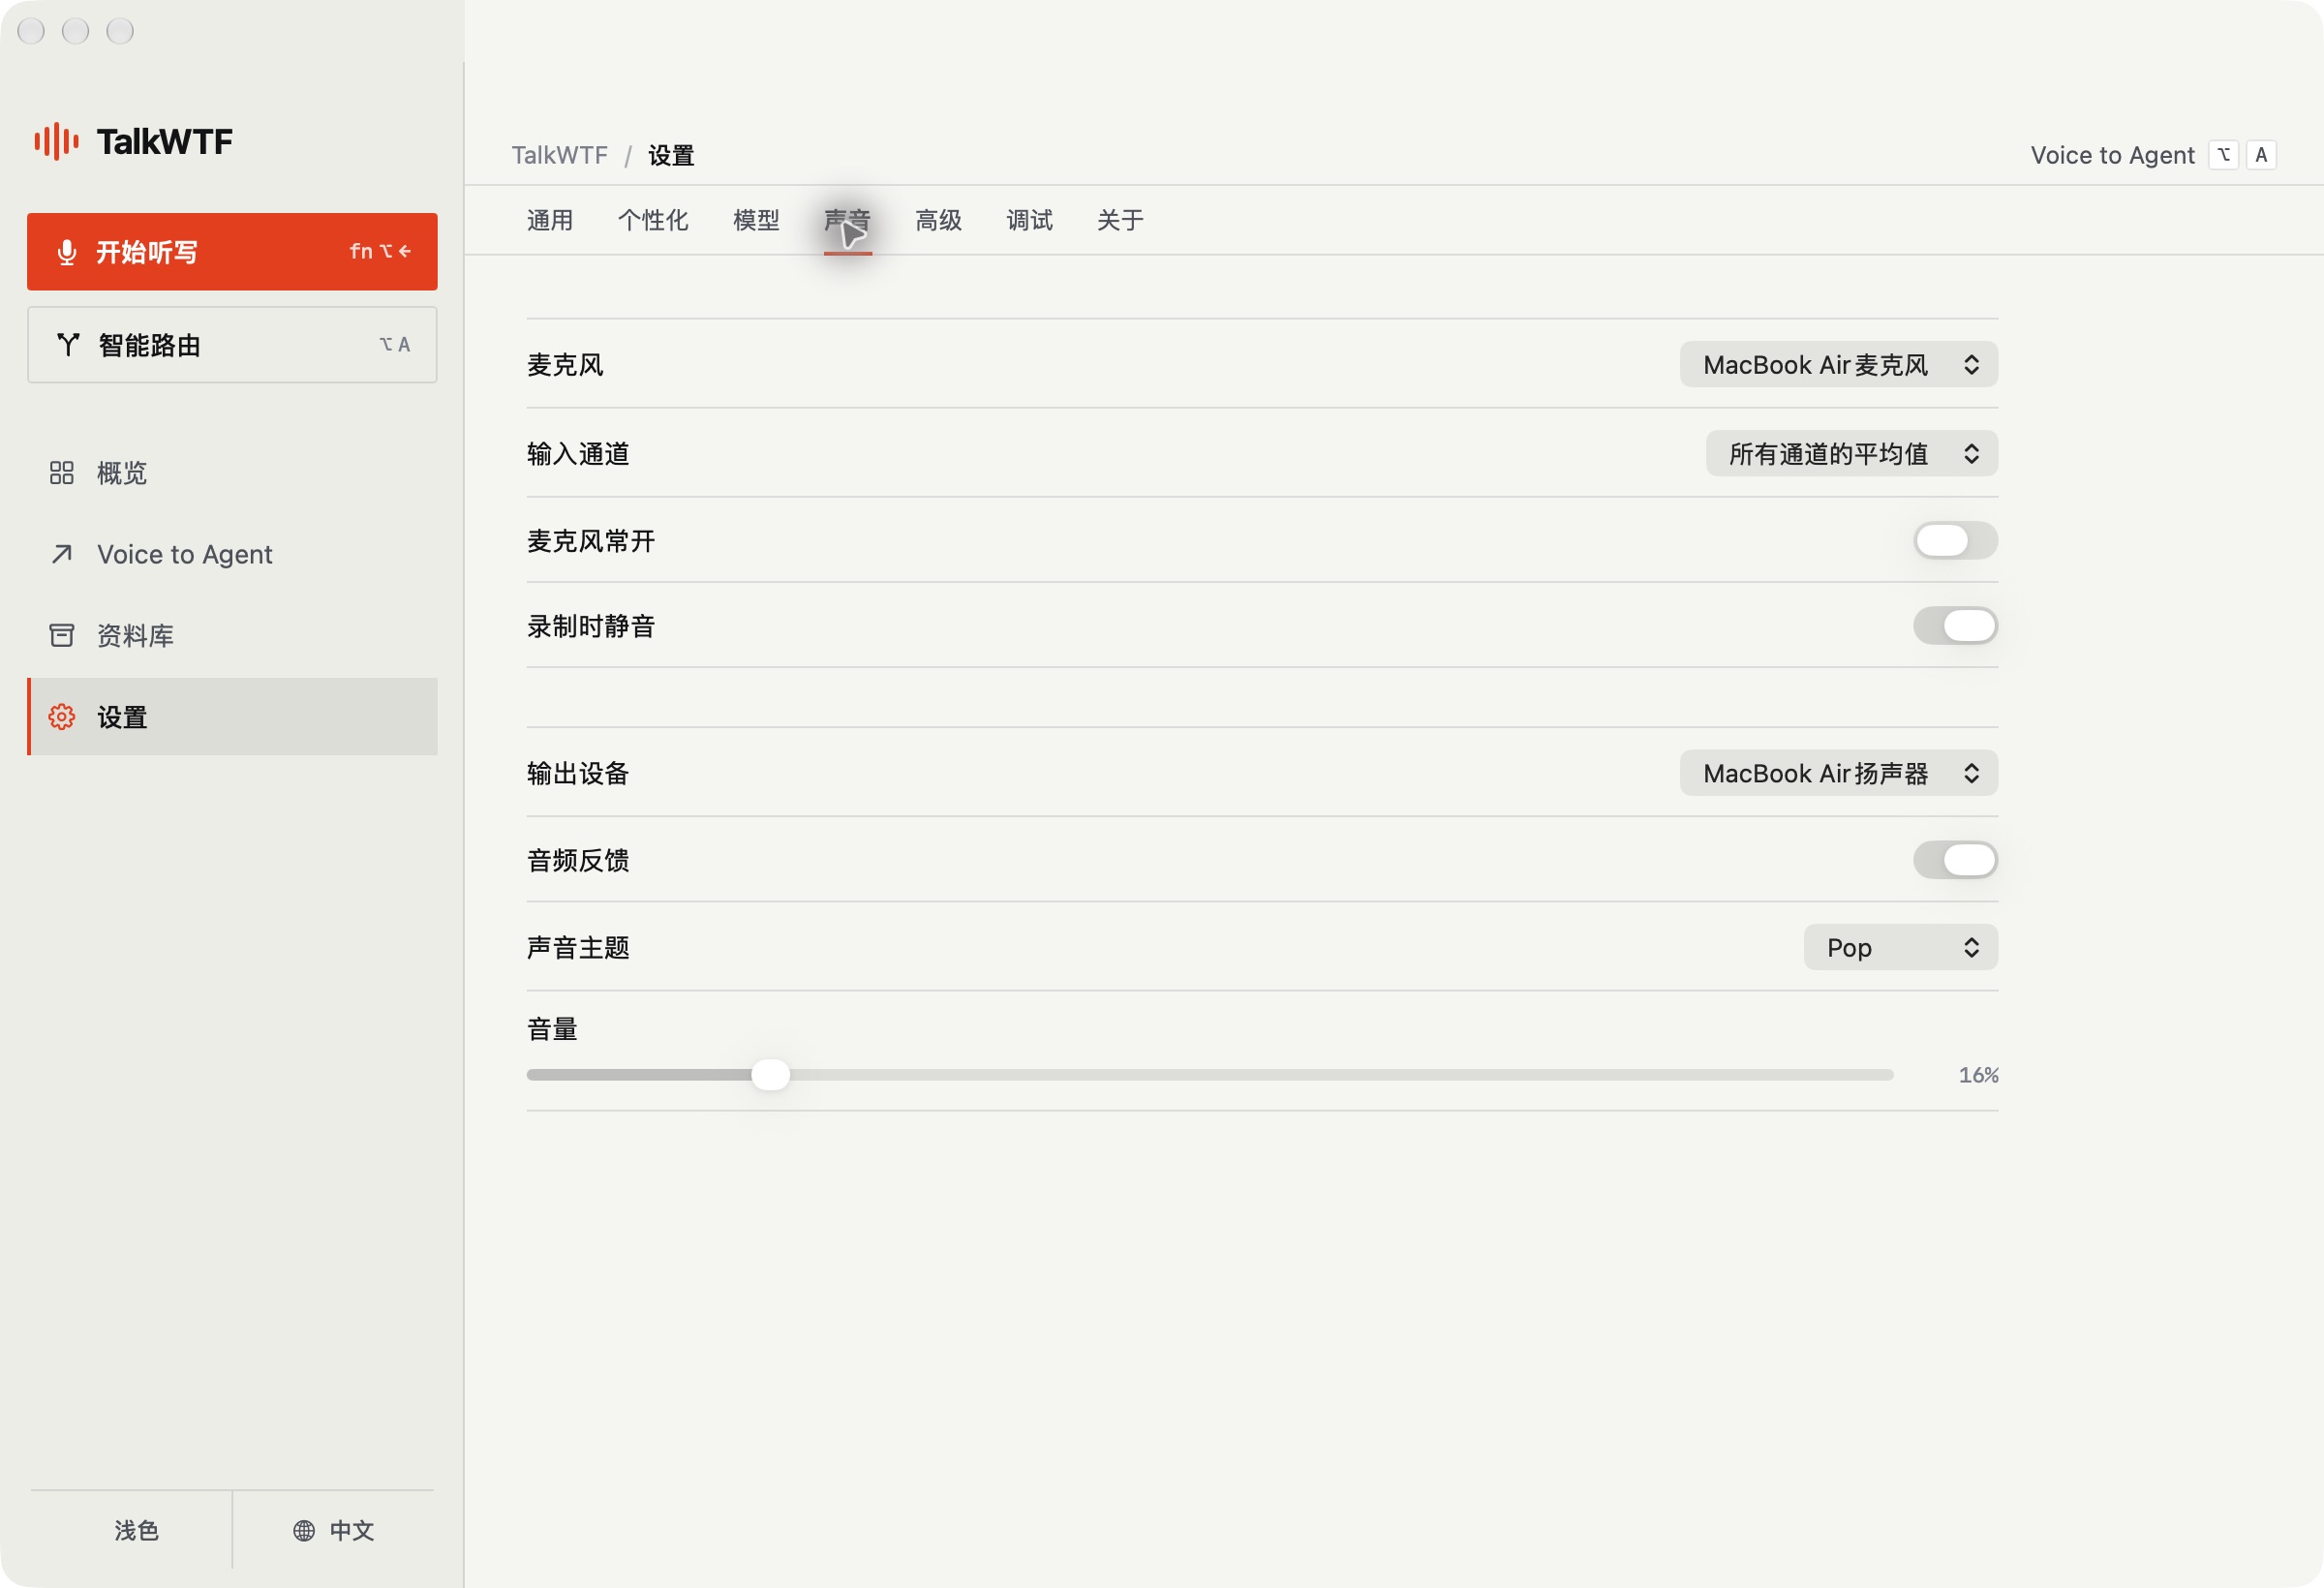 TalkWTF
开始听写 fn ⌥ ←
智能路由 ⌥ A
概览
Voice to Agent
资料库
设置
浅色
中文
TalkWTF / 设置
Voice to Agent ⌥ A
通用 个性化 模型 声音 高级 调试 关于
麦克风 MacBook Air麦克风
输入通道 所有通道的平均值
麦克风常开
录制时静音
输出设备 MacBook Air扬声器
音频反馈
声音主题 Pop
音量
16%